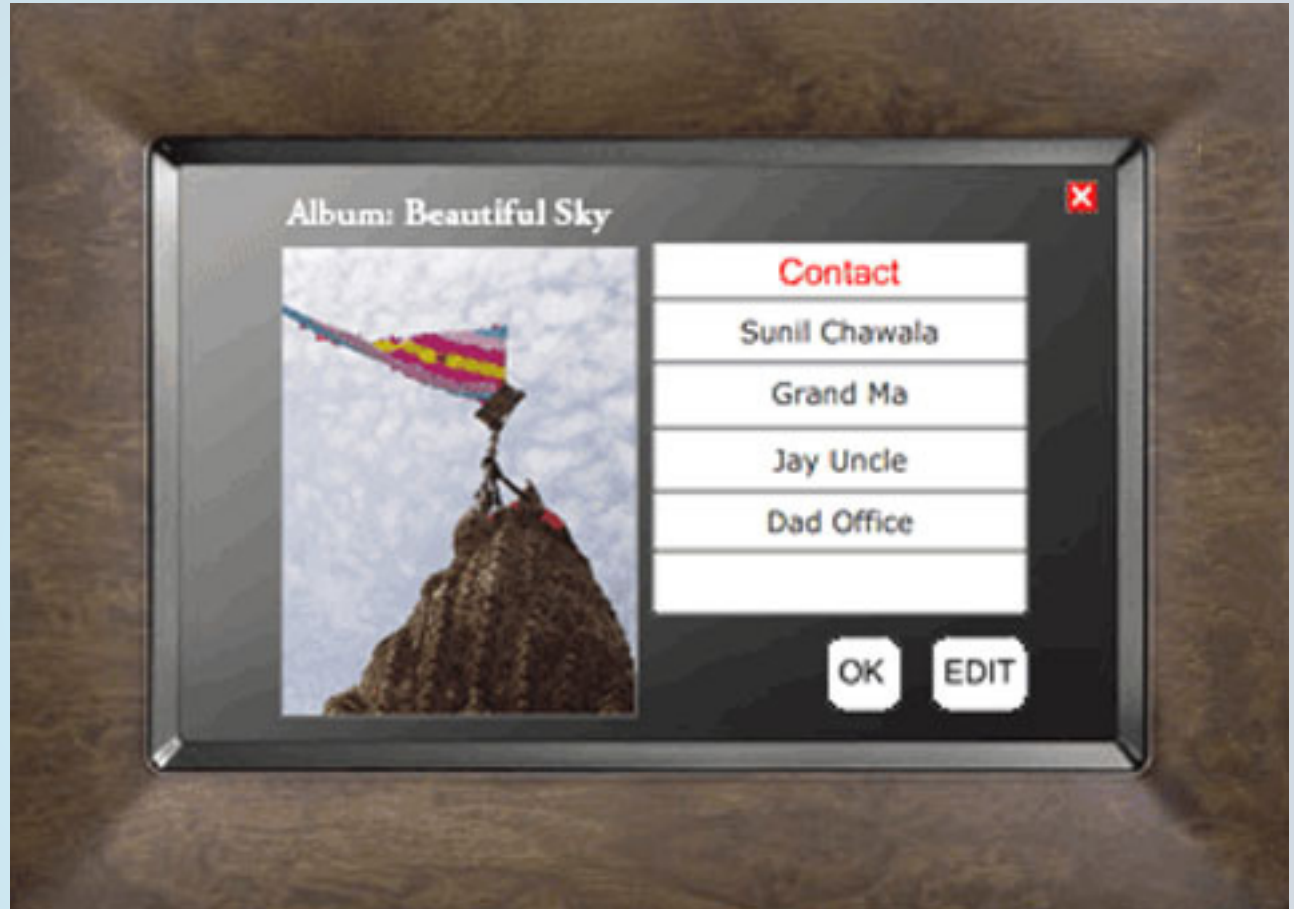 Album: Beautiful Sky
Contact
Sunil Chawala
Grand Ma
Jay Uncle
Dad Office
OK EDIT